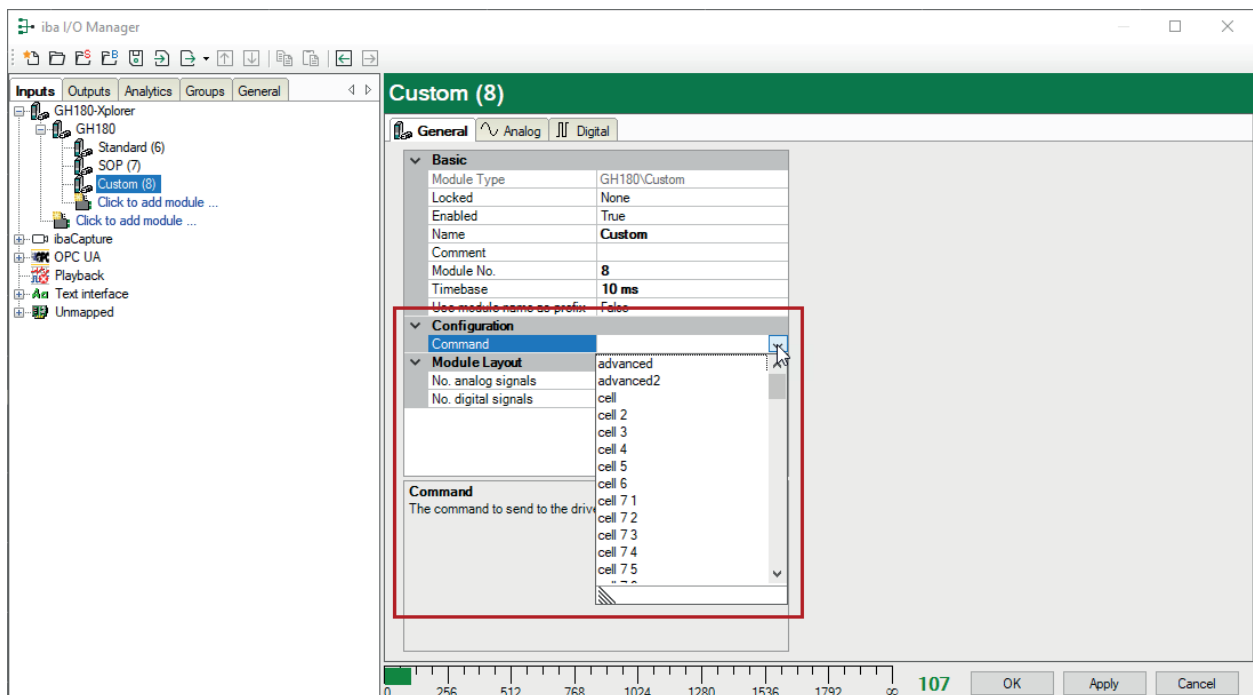 iba I/O Manager
Inputs Outputs Analytics Groups General
GH180-Xplorer
GH180
Standard (6)
SOP (7)
Custom (8)
Click to add module ...
Click to add module ...
ibaCapture
OPC UA
Playback
Text interface
Unmapped
Custom (8)
General Analog Digital
Basic
Module Type GH180\Custom
Locked None
Enabled True
Name Custom
Comment
Module No. 8
Timebase 10 ms
Use module name as prefix False
Configuration
Command
Module Layout
No. analog signals
No. digital signals
advanced
advanced2
cell
cell 2
cell 3
cell 4
cell 5
cell 6
cell 7 1
cell 7 2
cell 7 3
cell 7 4
cell 7 5
Command
The command to send to the drive
0 256 512 768 1024 1280 1536 1792 ∞
107
OK Apply Cancel